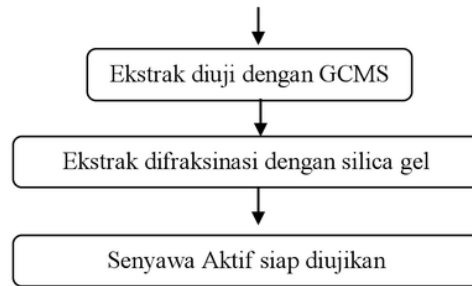 Ekstrak diuji dengan GCMS
Ekstrak difraksinasi dengan silica gel
Senyawa Aktif siap diujikan